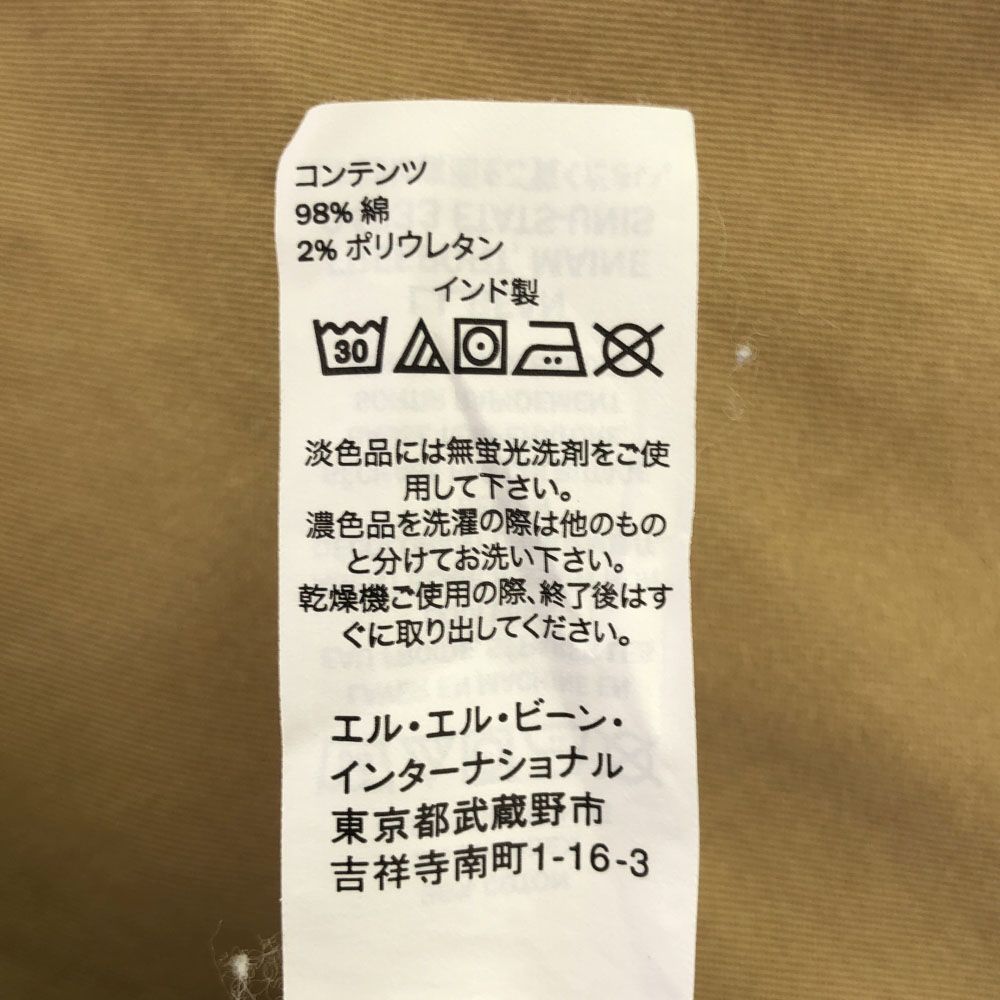 コンテンツ
98% 綿
2% ポリウレタン
インド製
30
淡色品には無蛍光洗剤をご使
用して下さい。
濃色品を洗濯の際は他のもの
と分けてお洗い下さい。
乾燥機ご使用の際、終了後はす
ぐに取り出してください。
エル・エル・ビーン・
インターナショナル
東京都武蔵野市
吉祥寺南町1-16-3